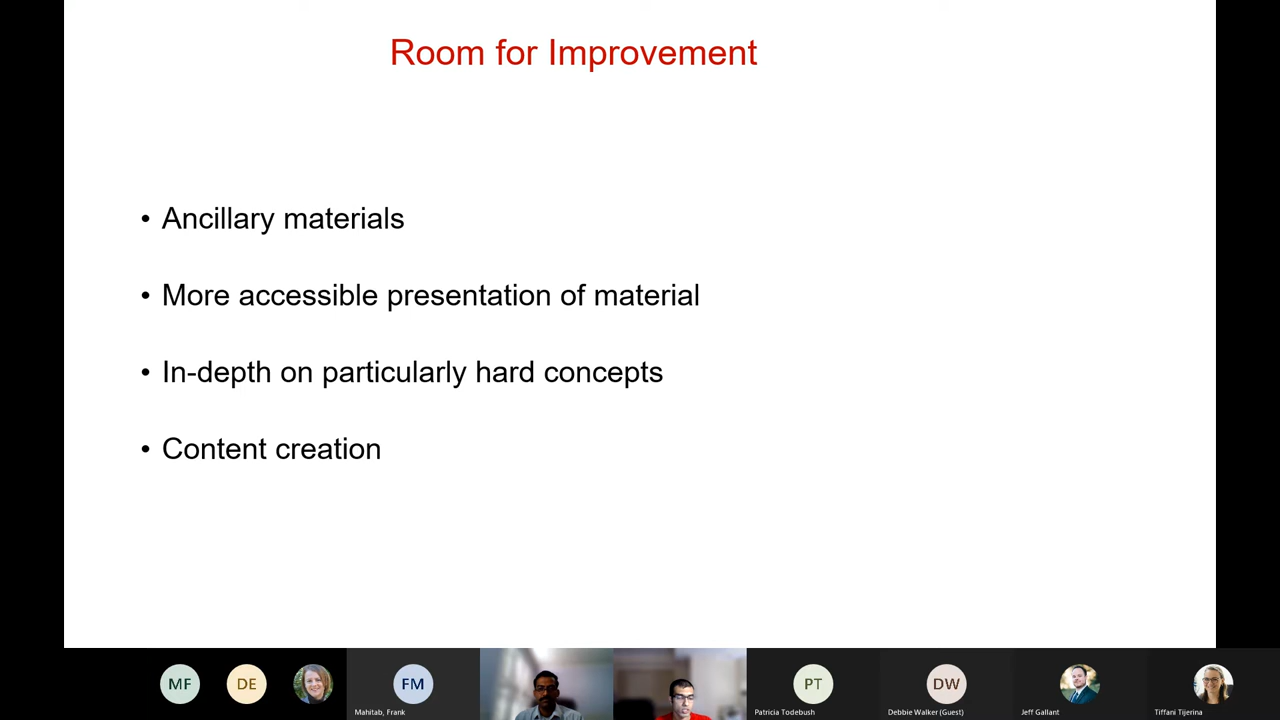 Room for Improvement
• Ancillary materials
• More accessible presentation of material
• In-depth on particularly hard concepts
• Content creation
MF
DE
FM
PT
DW
Mahitab, Frank
Patricia Todebush
Debbie Walker (Guest)
Jeff Gallant
Tiffani Tijerina